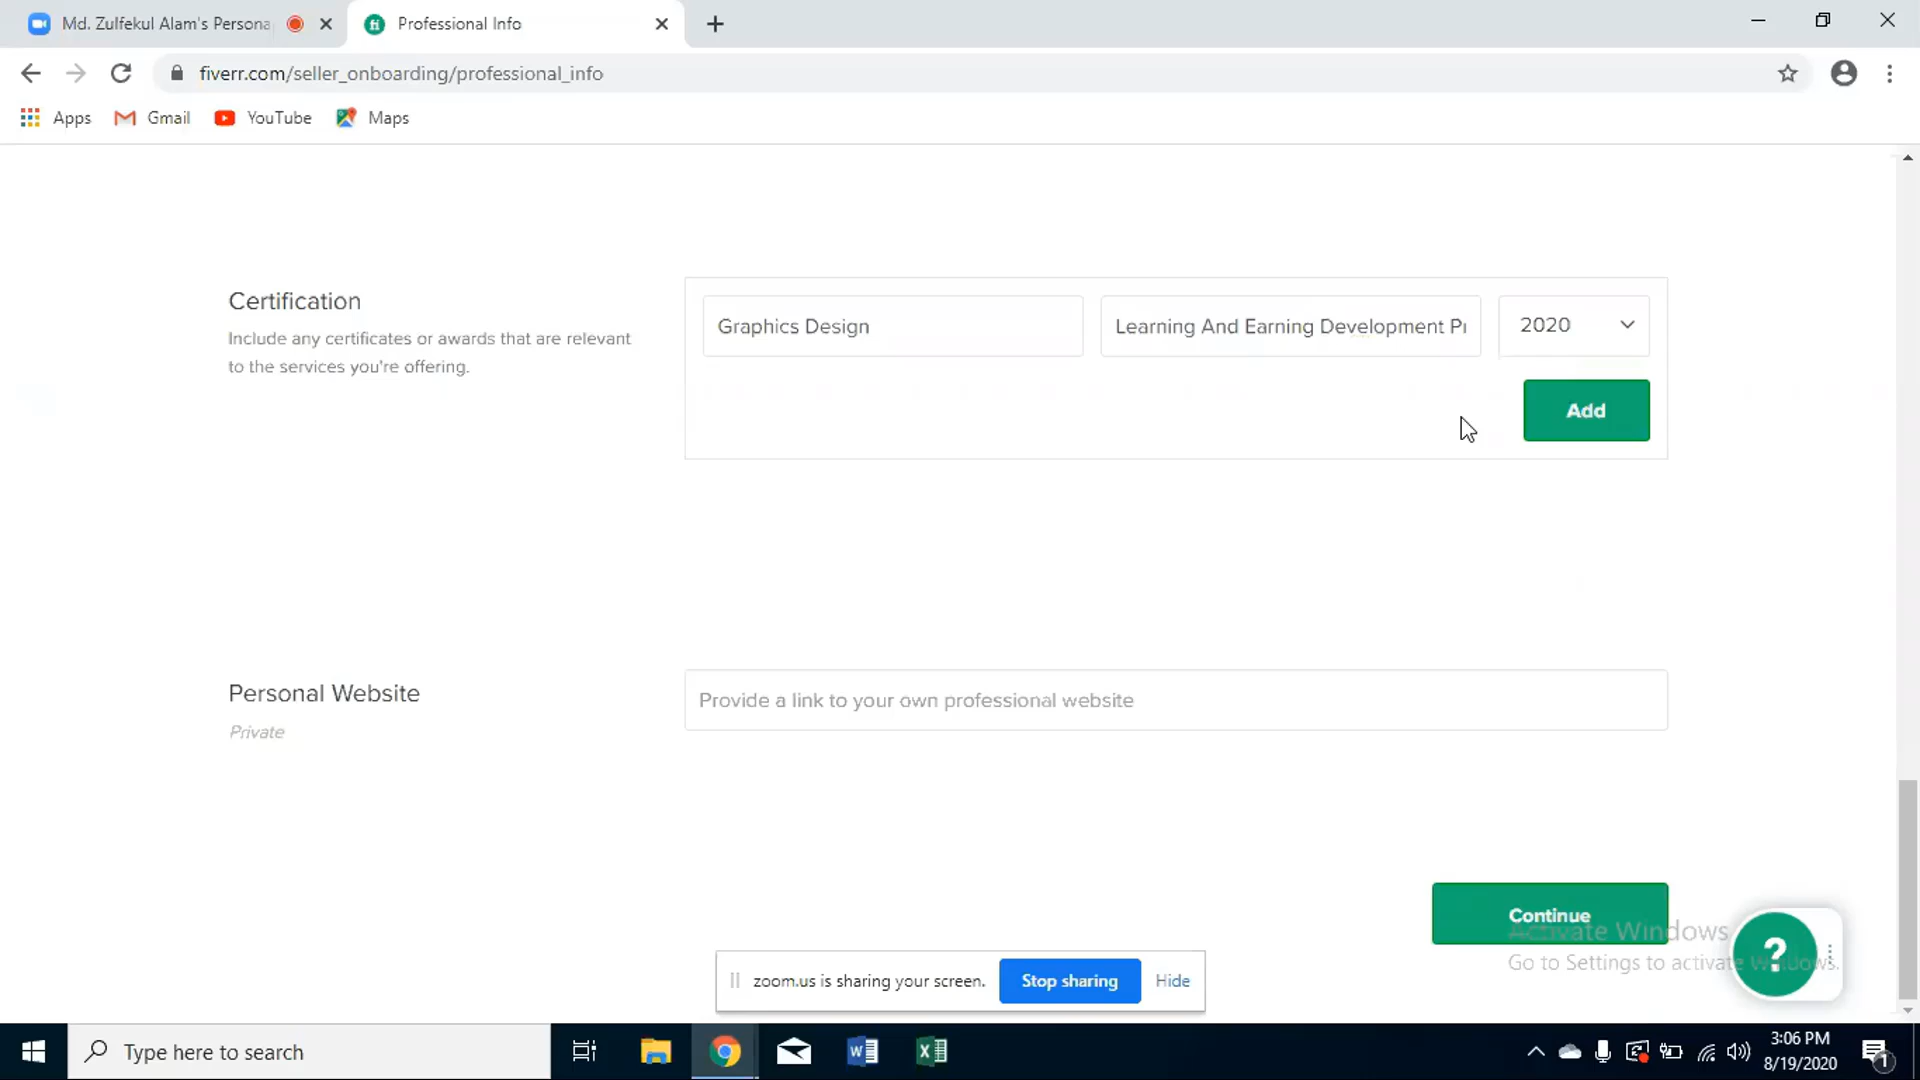 Md. Zulfekul Alam's Persona
Professional Info
fiverr.com/seller_onboarding/professional_info
Apps
Gmail
YouTube
Maps
Certification
Include any certificates or awards that are relevant
to the services you're offering.
Graphics Design
Learning And Earning Development Pr
2020
Add
Personal Website
Private
Provide a link to your own professional website
Continue
Activate Windows
Go to Settings to activate Windows.
?
zoom.us is sharing your screen.
Stop sharing
Hide
Type here to search
3:06 PM
8/19/2020
1